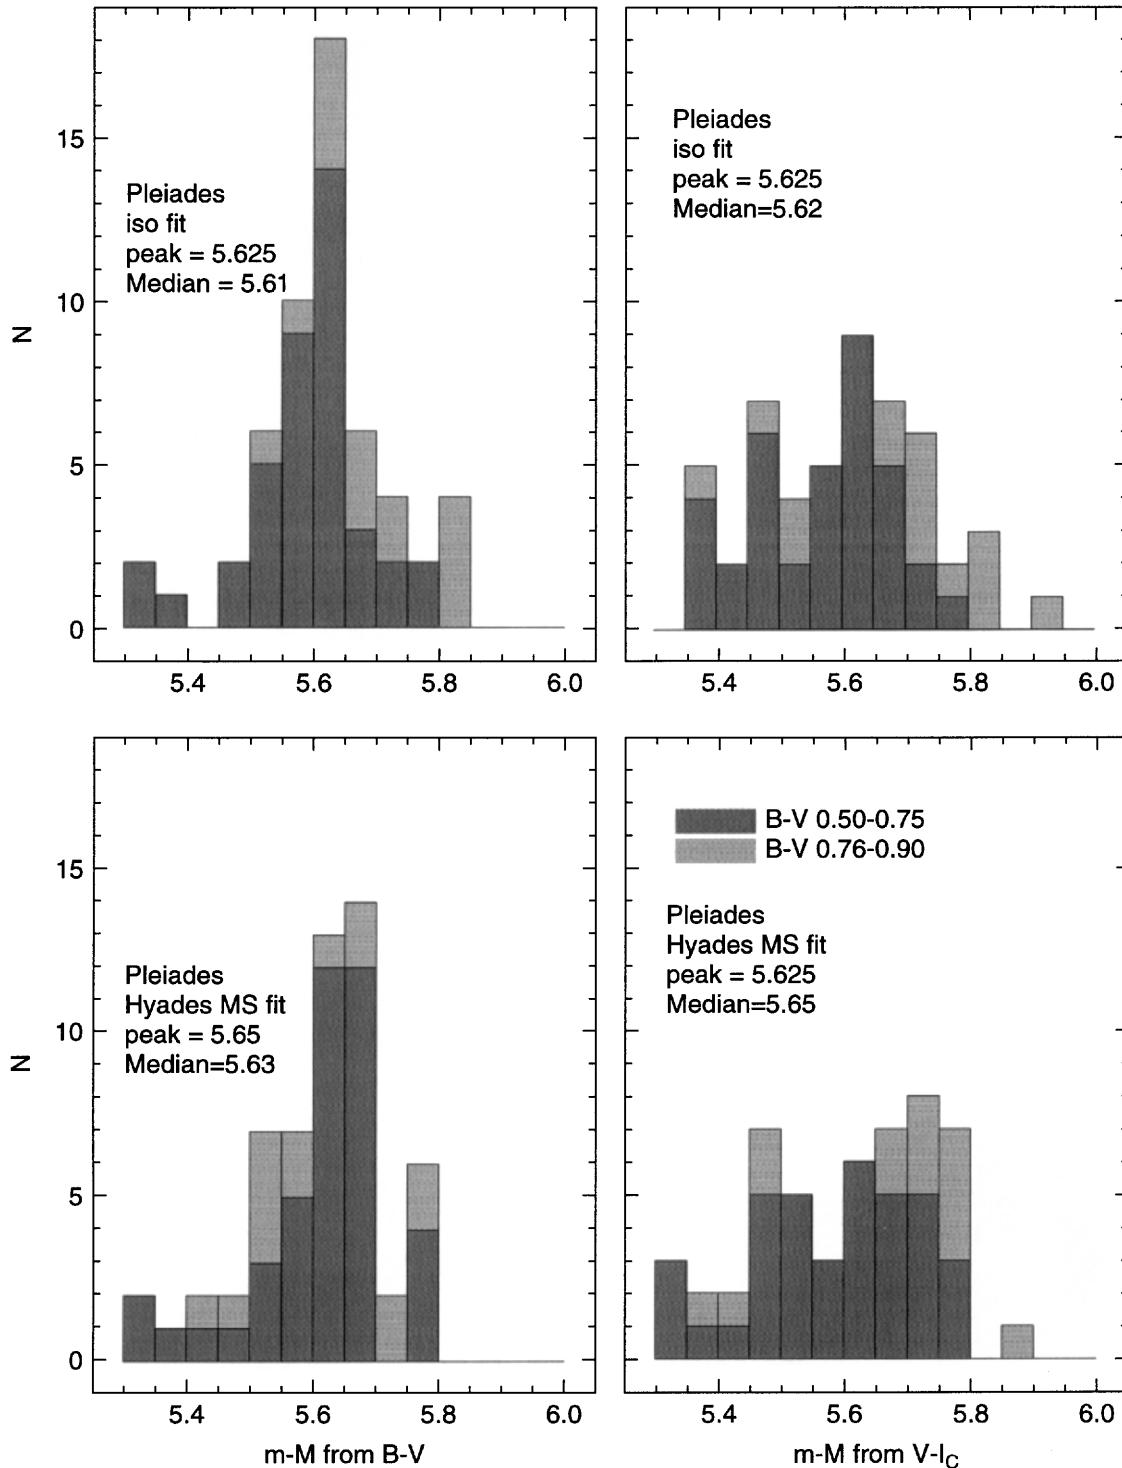 Pleiades
iso fit
peak = 5.625
Median = 5.61
N
15
10
5
0
5.4 5.6 5.8 6.0
Pleiades
iso fit
peak = 5.625
Median=5.62
5.4 5.6 5.8 6.0
Pleiades
Hyades MS fit
peak = 5.65
Median=5.63
N
15
10
5
0
5.4 5.6 5.8 6.0
m-M from B-V
B-V 0.50-0.75
B-V 0.76-0.90
Pleiades
Hyades MS fit
peak = 5.625
Median=5.65
5.4 5.6 5.8 6.0
m-M from V-I_C